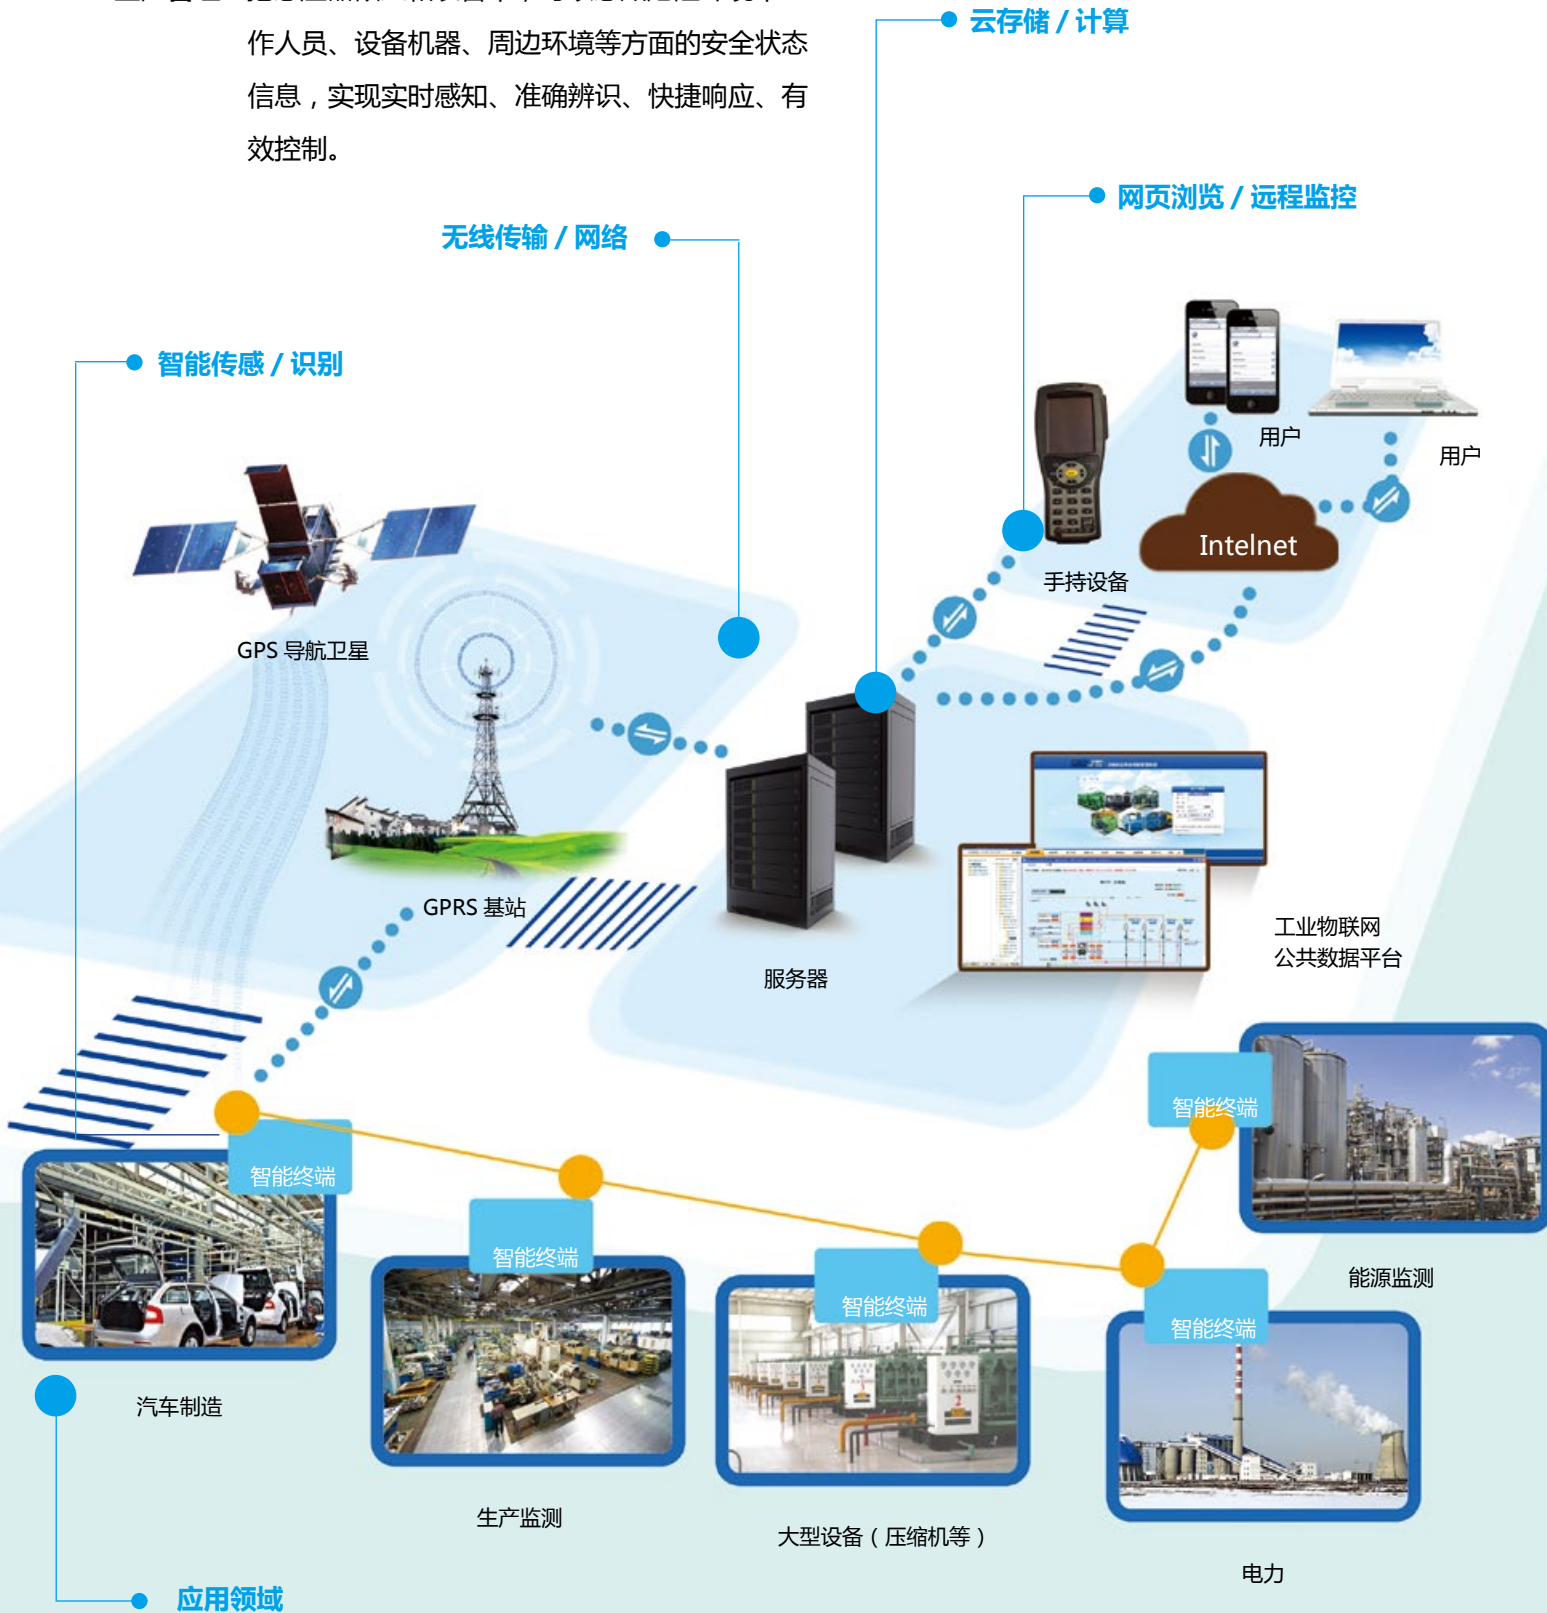 云存储 / 计算
作人员、设备机器、周边环境等方面的安全状态
信息，实现实时感知、准确辨识、快捷响应、有
效控制。
网页浏览 / 远程监控
无线传输 / 网络
智能传感 / 识别
用户
用户
Intelnet
手持设备
GPS 导航卫星
GPRS 基站
服务器
工业物联网
公共数据平台
智能终端
智能终端
智能终端
智能终端
智能终端
能源监测
汽车制造
生产监测
大型设备（压缩机等）
电力
应用领域